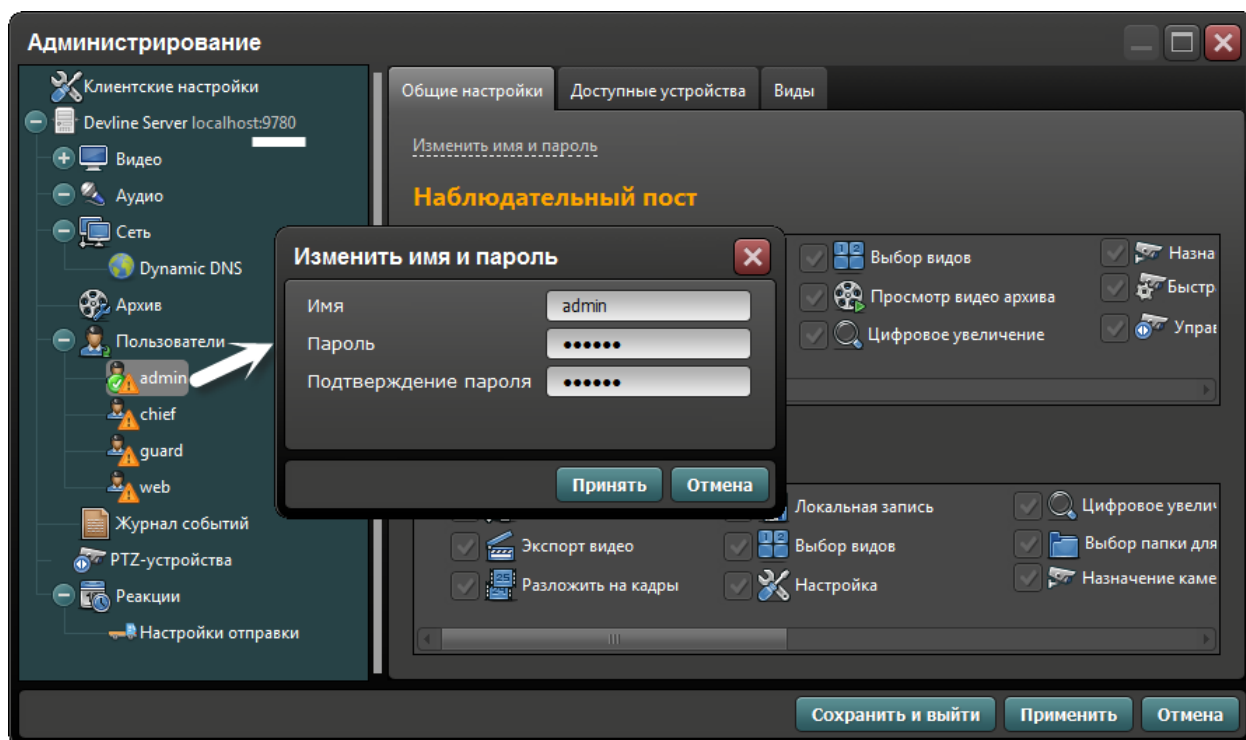 Администрирование
Клиентские настройки
Devline Server localhost:9780
Видео
Аудио
Сеть
Dynamic DNS
Архив
Пользователи
admin
chief
guard
web
Журнал событий
PTZ-устройства
Реакции
Настройки отправки
Общие настройки Доступные устройства Виды
Изменить имя и пароль
Наблюдательный пост
Выбор видов
Назна
Просмотр видео архива
Быстр
Цифровое увеличение
Управ
Изменить имя и пароль
Имя admin
Пароль ••••••
Подтверждение пароля ••••••
Принять Отмена
Локальная запись
Цифровое увелич
Экспорт видео
Выбор видов
Выбор папки для
Разложить на кадры
Настройка
Назначение каме
Сохранить и выйти Применить Отмена